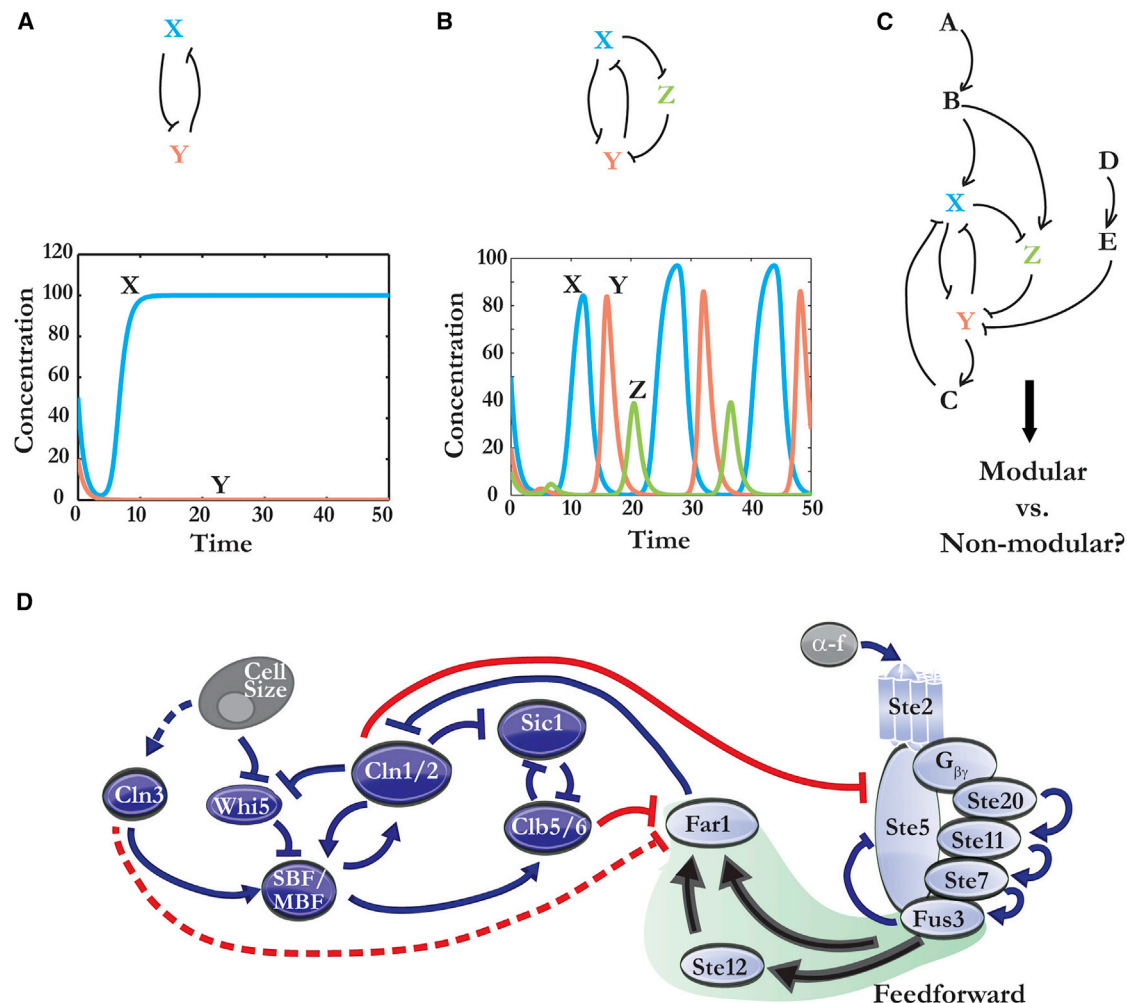 A
X
Y
120
100
80
60
40
20
0
X
Y
0 10 20 30 40 50
Concentration
Time
B
X
Z
Y
100
80
60
40
20
0
X Y
Z
0 10 20 30 40 50
Concentration
Time
C
A
B
D
X
E
Z
Y
C
Modular
vs.
Non-modular?
D
Cell
Size
Cln3
Whi5
SBF/
MBF
Cln1/2
Sic1
Clb5/6
Far1
Ste12
α-f
Ste2
Gβγ
Ste20
Ste5
Ste11
Ste7
Fus3
Feedforward